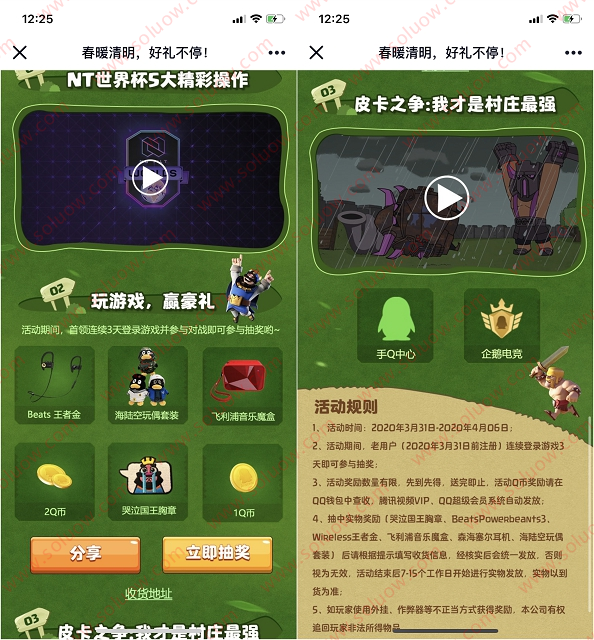 12:25
春暖清明，好礼不停！
NT世界杯5大精彩操作
02
玩游戏，赢豪礼
活动期间，首领连续3天登录游戏并参与对战即可参与抽奖哟~
Beats 王者金
海陆空玩偶套装
飞利浦音乐魔盒
2Q币
哭泣国王胸章
1Q币
分享
立即抽奖
收货地址
03
皮卡之争:我才是村庄最强
12:25
春暖清明，好礼不停！
03
皮卡之争:我才是村庄最强
手Q中心
企鹅电竞
活动规则
1、活动时间：2020年3月31日-2020年4月06日；
2、活动期间，老用户（2020年3月31日前注册）连续登录游戏3
天即可参与抽奖；
3、活动奖励数量有限，先到先得，送完即止，活动Q币奖励请在
QQ钱包中查收，腾讯视频VIP、QQ超级会员系统自动发放；
4、抽中实物奖励（哭泣国王胸章、BeatsPowerbeats3、
Wireless王者金、飞利浦音乐魔盒、森海塞尔耳机、海陆空玩偶
套装）后请根据提示填写收货信息，经核实后会统一发放，否则
视为无效，活动结束后7-15个工作日开始进行实物发放，实物以到
货为准；
5、如玩家使用外挂、作弊器等不正当方式获得奖励，本公司有权
追回玩家非法所得物品
www.soluow.com